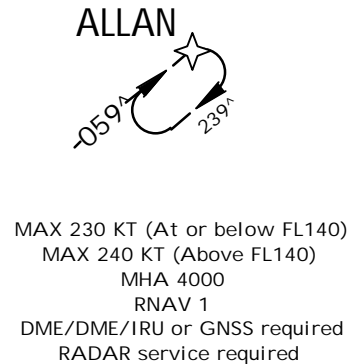 ALLAN
059^
239^
MAX 230 KT (At or below FL140)
MAX 240 KT (Above FL140)
MHA 4000
RNAV 1
DME/DME/IRU or GNSS required
RADAR service required